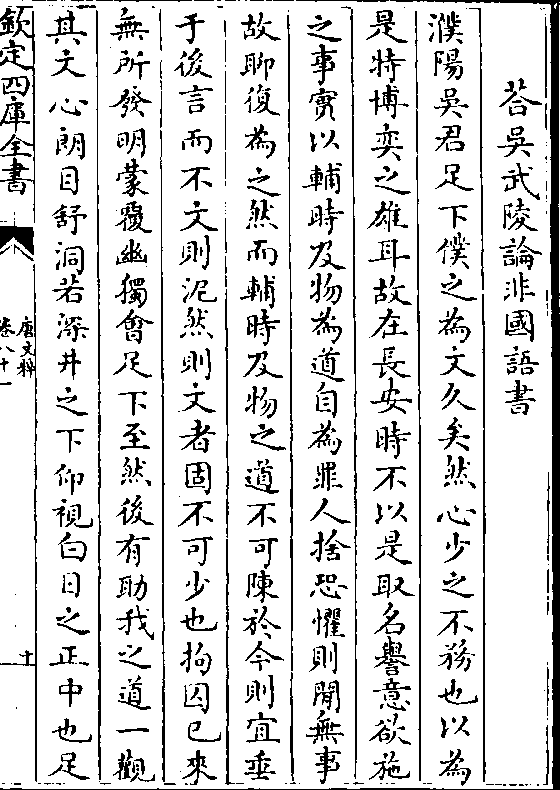 荅吳武陵論非國語書
濮陽吳君足下僕之為文久矣然心少之不務也以為
是特博奕之雄耳故在長安時不以是取名譽意欲施
之事實以輔時及物為道自為罪人捨恐懼則閒無事
故聊復為之然而輔時及物之道不可陳於今則宜垂
于後言而不文則泥然則文者固不可少也拘囚已來
無所發明蒙覆幽獨會足下至然後有助我之道一觀
其文心朗目舒洞若深井之下仰視白日之正中也足
欽定四庫全書
唐文粹
卷八十一
十